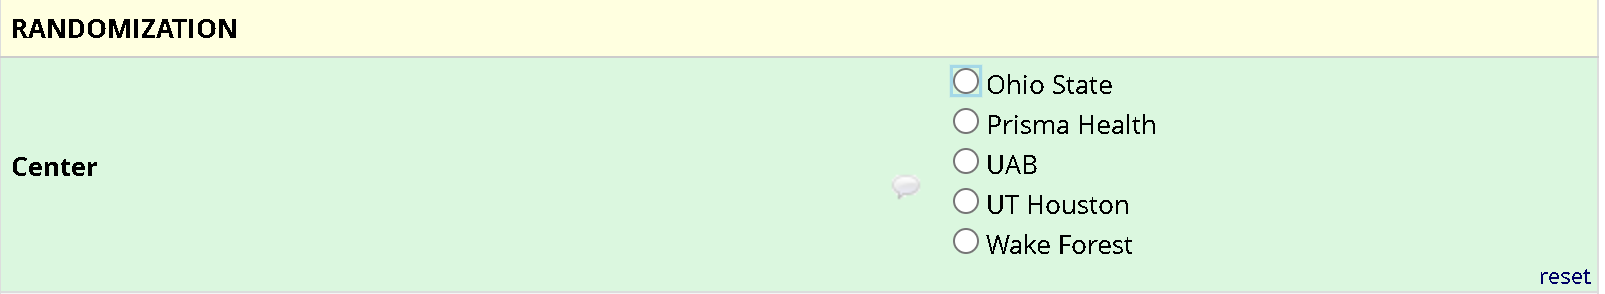 RANDOMIZATION
Center
Ohio State
Prisma Health
UAB
UT Houston
Wake Forest
reset